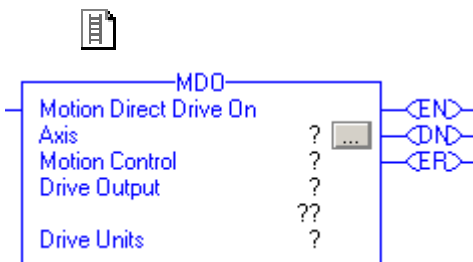 MDO
Motion Direct Drive On
EN
Axis ? ...
DN
Motion Control ?
ER
Drive Output ?
??
Drive Units ?